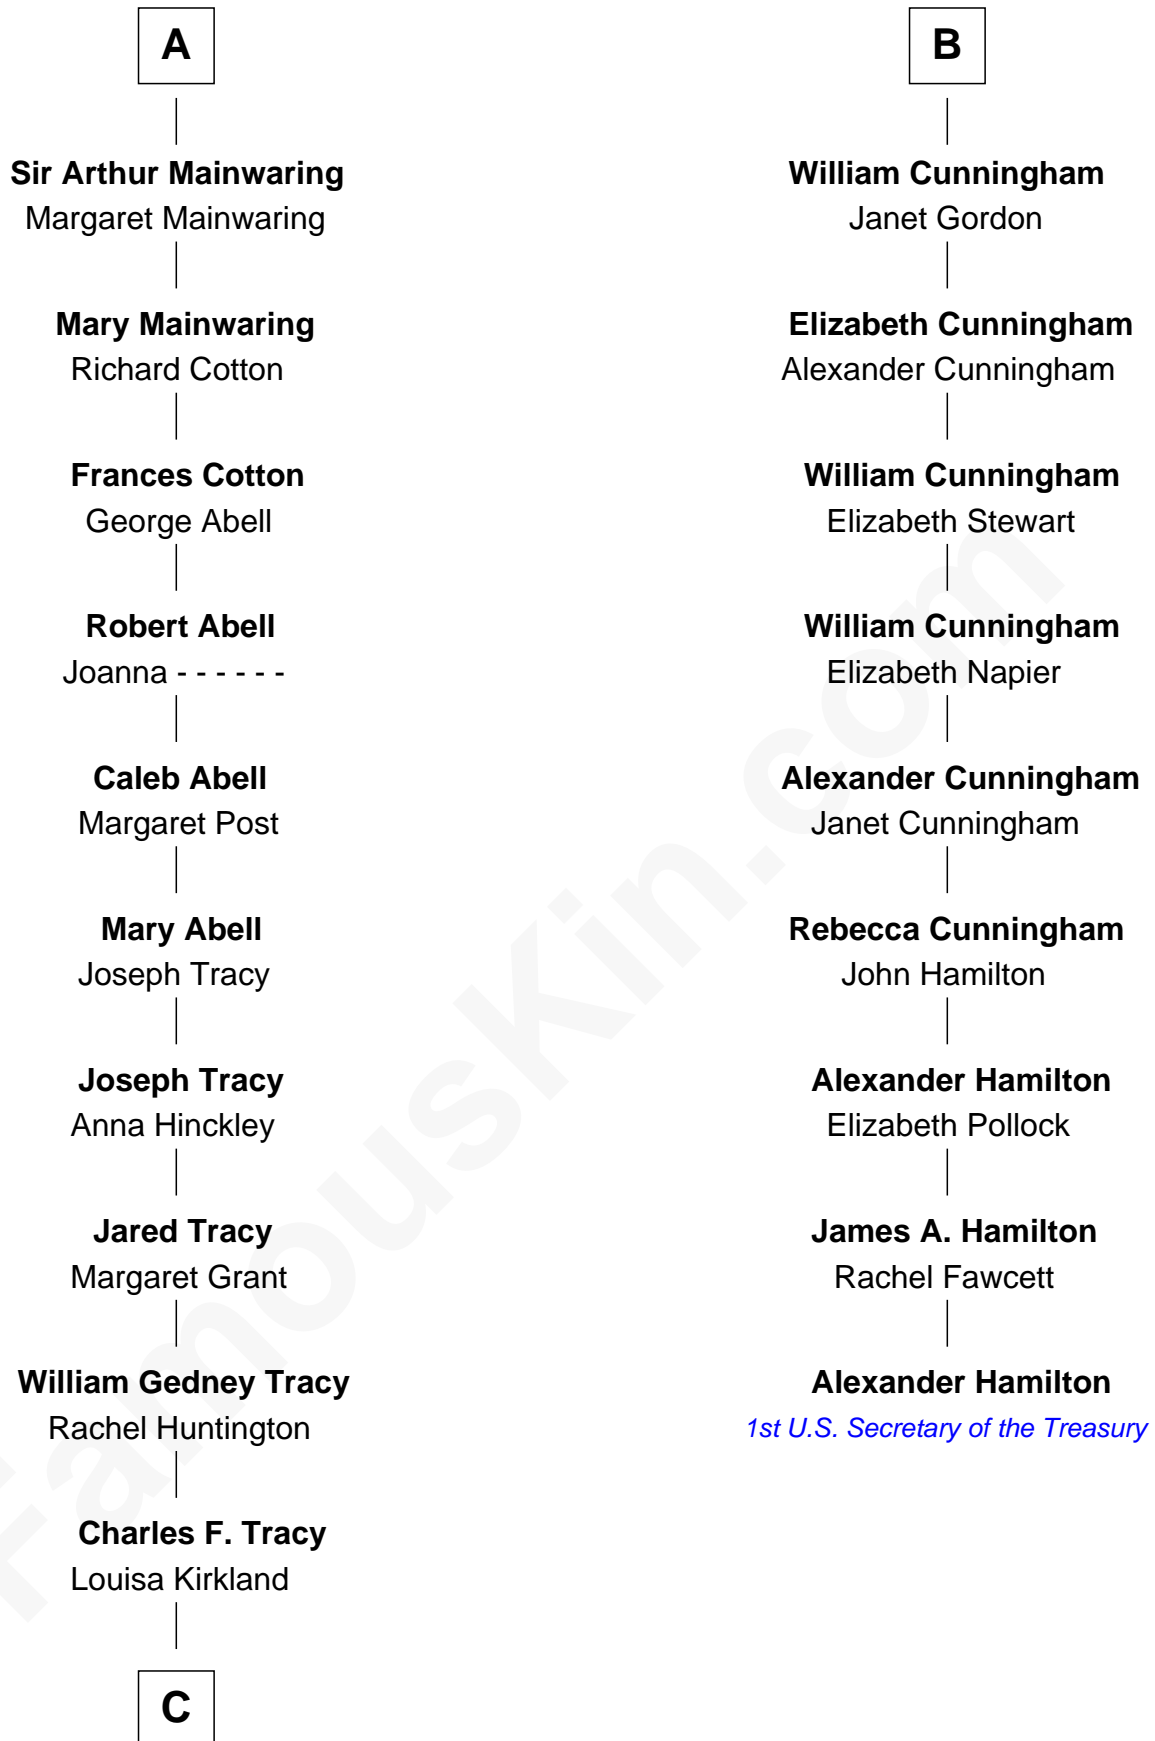 A
Sir Arthur Mainwaring
Margaret Mainwaring
Mary Mainwaring
Richard Cotton
Frances Cotton
George Abell
Robert Abell
Joanna - - - - - -
Caleb Abell
Margaret Post
Mary Abell
Joseph Tracy
Joseph Tracy
Anna Hinckley
Jared Tracy
Margaret Grant
William Gedney Tracy
Rachel Huntington
Charles F. Tracy
Louisa Kirkland
C
B
William Cunningham
Janet Gordon
Elizabeth Cunningham
Alexander Cunningham
William Cunningham
Elizabeth Stewart
William Cunningham
Elizabeth Napier
Alexander Cunningham
Janet Cunningham
Rebecca Cunningham
John Hamilton
Alexander Hamilton
Elizabeth Pollock
James A. Hamilton
Rachel Fawcett
Alexander Hamilton
1st U.S. Secretary of the Treasury
FamousKin.com